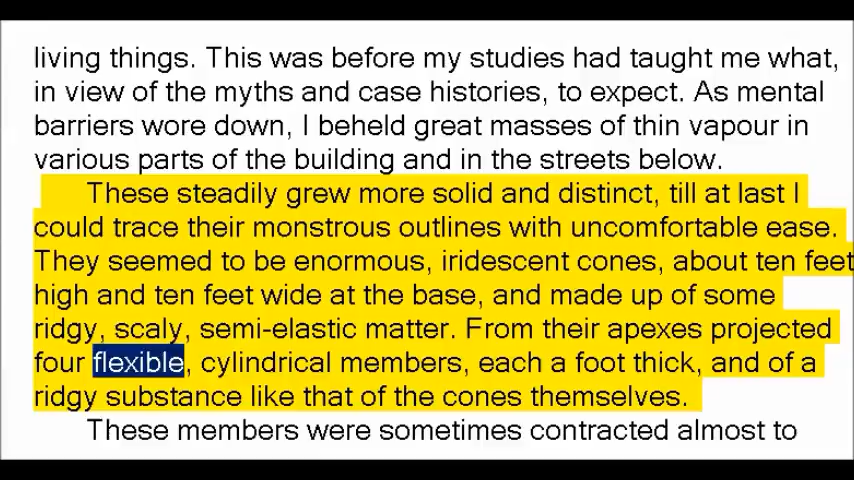 living things. This was before my studies had taught me what,
in view of the myths and case histories, to expect. As mental
barriers wore down, I beheld great masses of thin vapour in
various parts of the building and in the streets below.
These steadily grew more solid and distinct, till at last I
could trace their monstrous outlines with uncomfortable ease.
They seemed to be enormous, iridescent cones, about ten feet
high and ten feet wide at the base, and made up of some
ridgy, scaly, semi-elastic matter. From their apexes projected
four flexible, cylindrical members, each a foot thick, and of a
ridgy substance like that of the cones themselves.
These members were sometimes contracted almost to